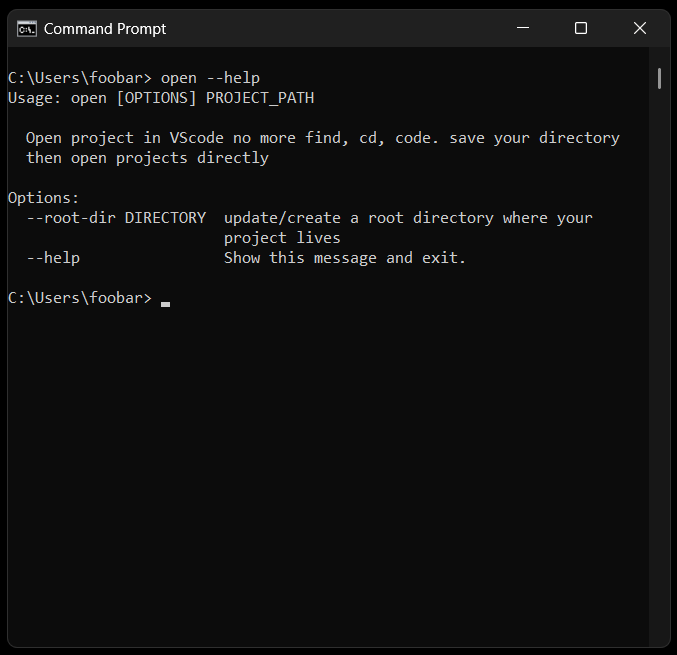 Command Prompt
C:\Users\foobar> open --help
Usage: open [OPTIONS] PROJECT_PATH
Open project in VScode no more find, cd, code. save your directory
then open projects directly
Options:
--root-dir DIRECTORY  update/create a root directory where your
project lives
--help                Show this message and exit.
C:\Users\foobar>